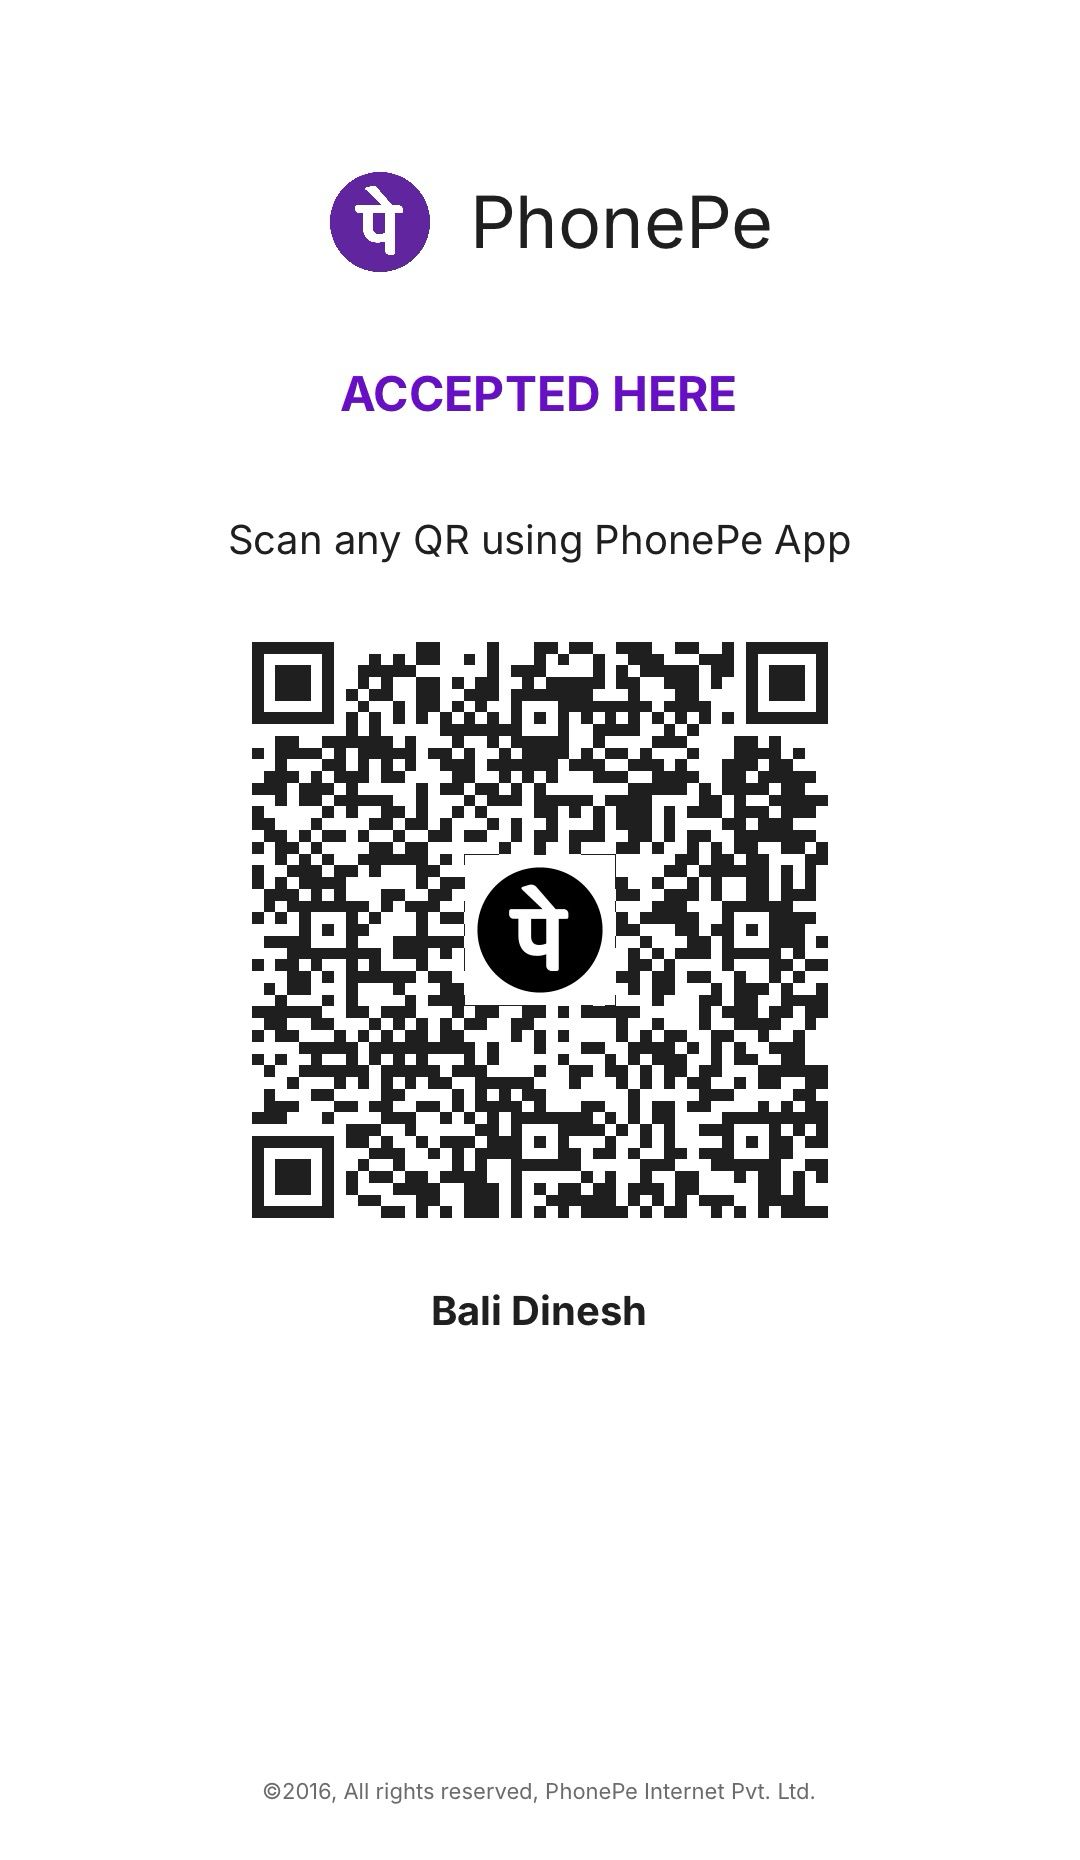 पे PhonePe
ACCEPTED HERE
Scan any QR using PhonePe App
पे
Bali Dinesh
©2016, All rights reserved, PhonePe Internet Pvt. Ltd.